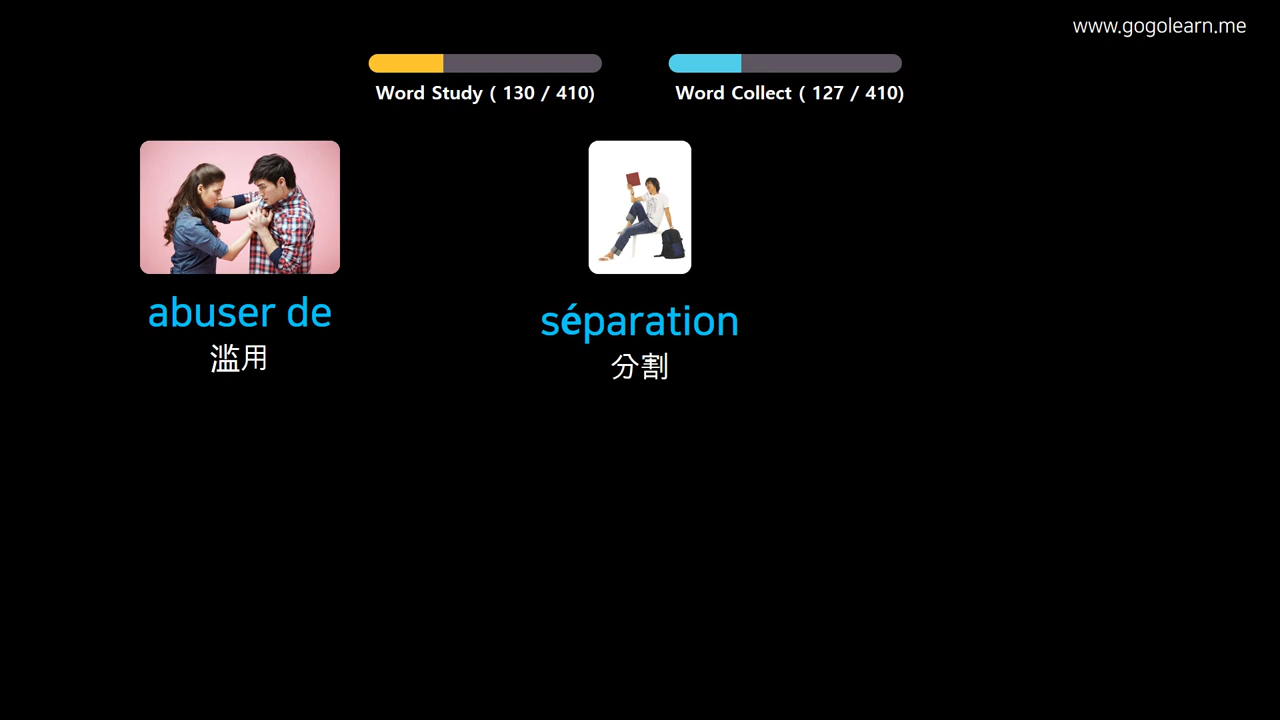 www.gogolearn.me
Word Study ( 130 / 410)
Word Collect ( 127 / 410)
abuser de
滥用
séparation
分割